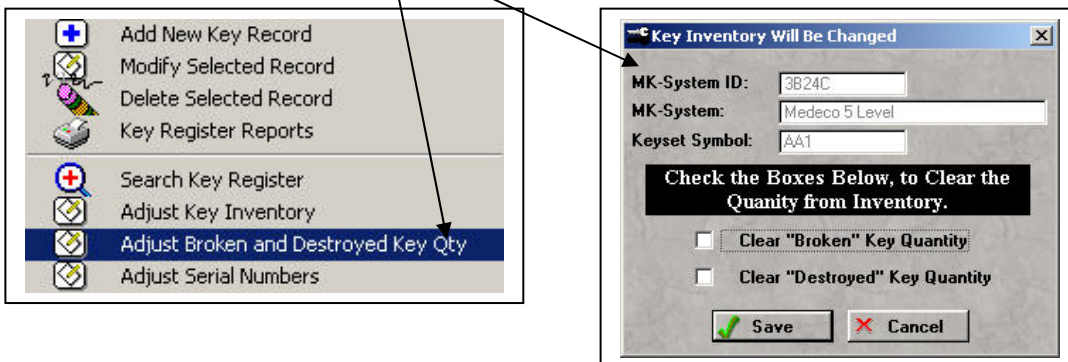 Add New Key Record
Modify Selected Record
Delete Selected Record
Key Register Reports
Search Key Register
Adjust Key Inventory
Adjust Broken and Destroyed Key Qty
Adjust Serial Numbers
Key Inventory Will Be Changed
MK-System ID: 3B24C
MK-System: Medeco 5 Level
Keyset Symbol: AA1
Check the Boxes Below, to Clear the
Quanity from Inventory.
Clear "Broken" Key Quantity
Clear "Destroyed" Key Quantity
Save Cancel